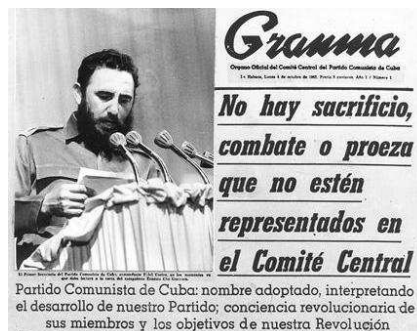 Granma
Organo Oficial del Comité Central del Partido Comunista de Cuba
No hay sacrificio,
combate o proeza
que no estén
representados en
el Comité Central
Partido Comunista de Cuba: nombre adoptado, interpretando
el desarrollo de nuestro Partido; conciencia revolucionaria de
sus miembros y los objetivos de nuestra Revolución